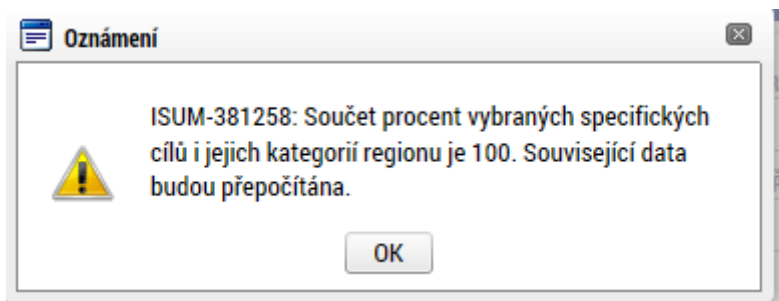 Oznámení
ISUM-381258: Součet procent vybraných specifických
cílů i jejich kategorií regionu je 100. Související data
budou přepočítána.
OK